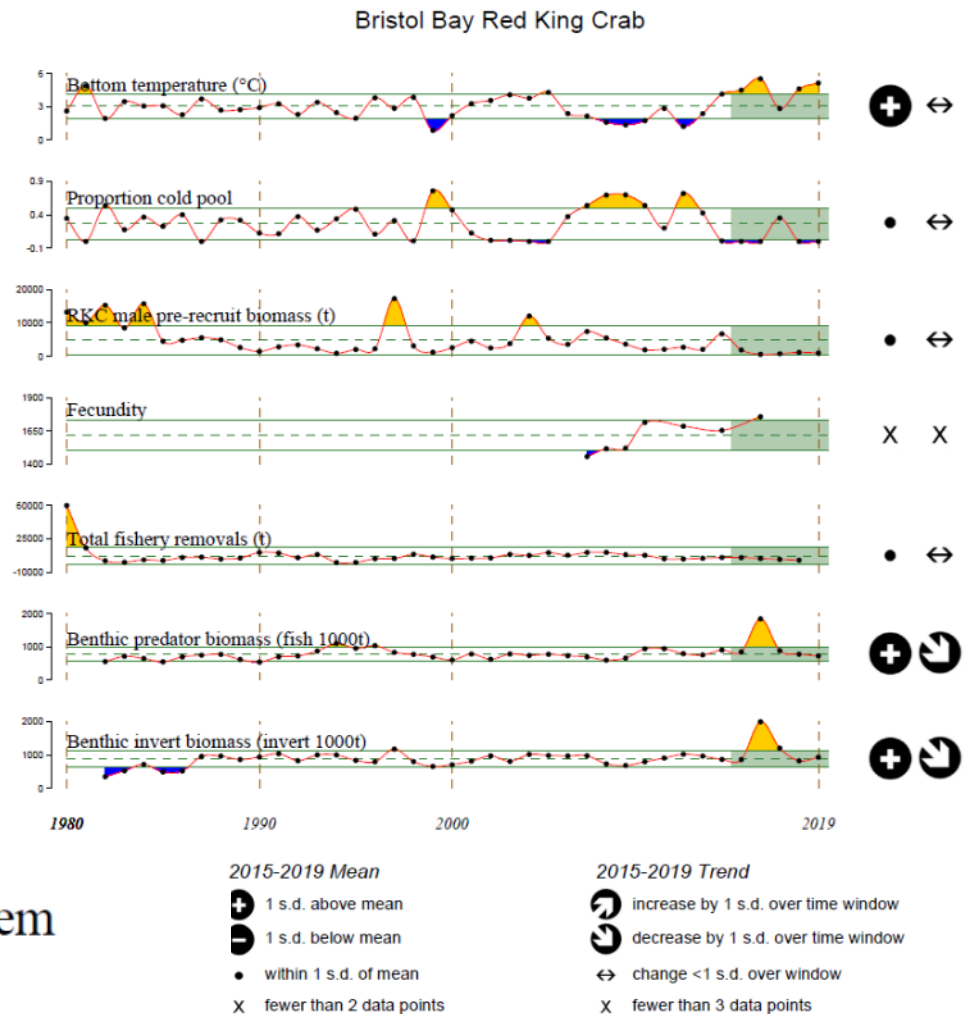 Bristol Bay Red King Crab
6
3
0
Bottom temperature (°C)
0.9
0.4
-0.1
Proportion cold pool
20000
10000
0
RKC male pre-recruit biomass (t)
1900
1650
1400
Fecundity
X X
60000
25000
-10000
Total fishery removals (t)
2000
1000
0
Benthic predator biomass (fish 1000t)
2000
1000
0
Benthic invert biomass (invert 1000t)
1980 1990 2000 2019
em
2015-2019 Mean
1 s.d. above mean
1 s.d. below mean
within 1 s.d. of mean
X fewer than 2 data points
2015-2019 Trend
increase by 1 s.d. over time window
decrease by 1 s.d. over time window
change <1 s.d. over window
X fewer than 3 data points